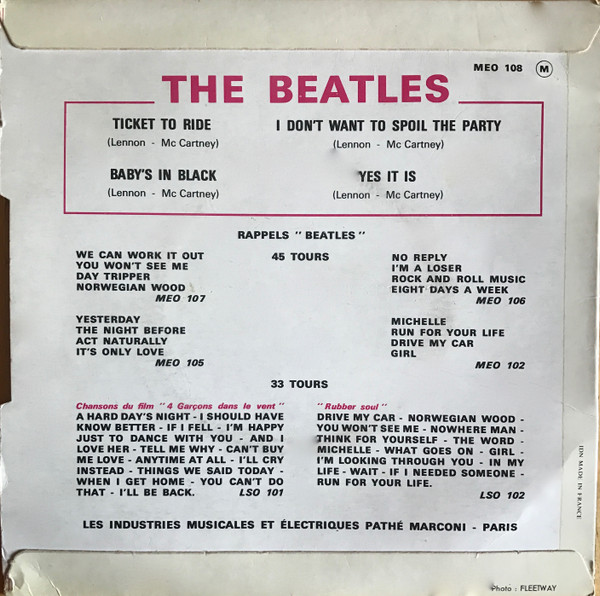 MEO 108 M
THE BEATLES
TICKET TO RIDE
(Lennon - Mc Cartney)
I DON'T WANT TO SPOIL THE PARTY
(Lennon - Mc Cartney)
BABY'S IN BLACK
(Lennon - Mc Cartney)
YES IT IS
(Lennon - Mc Cartney)
RAPPELS " BEATLES "
45 TOURS
WE CAN WORK IT OUT
YOU WON'T SEE ME
DAY TRIPPER
NORWEGIAN WOOD
MEO 107
NO REPLY
I'M A LOSER
ROCK AND ROLL MUSIC
EIGHT DAYS A WEEK
MEO 106
YESTERDAY
THE NIGHT BEFORE
ACT NATURALLY
IT'S ONLY LOVE
MEO 105
MICHELLE
RUN FOR YOUR LIFE
DRIVE MY CAR
GIRL
MEO 102
33 TOURS
Chansons du film " 4 Garçons dans le vent "
A HARD DAY'S NIGHT - I SHOULD HAVE
KNOW BETTER - IF I FELL - I'M HAPPY
JUST TO DANCE WITH YOU - AND I
LOVE HER - TELL ME WHY - CAN'T BUY
ME LOVE - ANYTIME AT ALL - I'LL CRY
INSTEAD - THINGS WE SAID TODAY -
WHEN I GET HOME - YOU CAN'T DO
THAT - I'LL BE BACK. LSO 101
" Rubber soul "
DRIVE MY CAR - NORWEGIAN WOOD -
YOU WON'T SEE ME - NOWHERE MAN -
THINK FOR YOURSELF - THE WORD -
MICHELLE - WHAT GOES ON - GIRL -
I'M LOOKING THROUGH YOU - IN MY
LIFE - WAIT - IF I NEEDED SOMEONE -
RUN FOR YOUR LIFE.
LSO 102
LES INDUSTRIES MUSICALES ET ÉLECTRIQUES PATHÉ MARCONI - PARIS
IDN MADE IN FRANCE
Photo : FLEETWAY